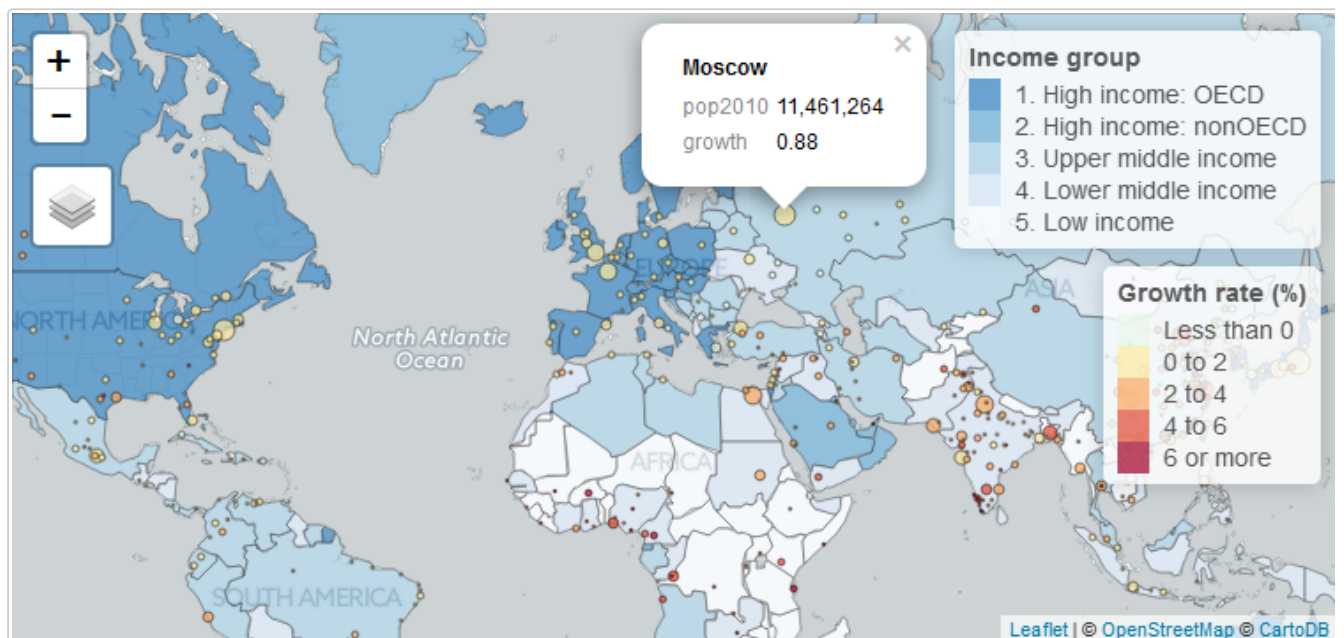 +
−
Moscow
×
pop2010 11,461,264
growth 0.88
Income group
1. High income: OECD
2. High income: nonOECD
3. Upper middle income
4. Lower middle income
5. Low income
EUROPE
ASIA
Growth rate (%)
Less than 0
0 to 2
2 to 4
4 to 6
6 or more
NORTH AMERICA
North Atlantic
Ocean
AFRICA
SOUTH AMERICA
Leaflet | © OpenStreetMap © CartoDB